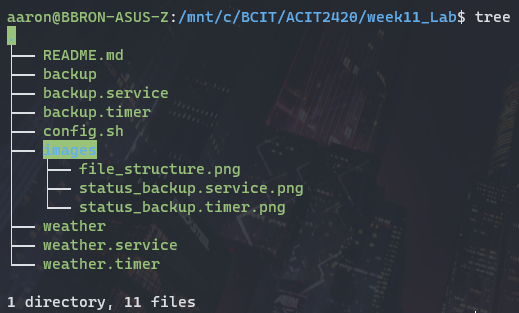 aaron@BBRON-ASUS-Z:/mnt/c/BCIT/ACIT2420/week11_Lab$ tree
.
├── README.md
├── backup
├── backup.service
├── backup.timer
├── config.sh
├── images
│   ├── file_structure.png
│   ├── status_backup.service.png
│   └── status_backup.timer.png
├── weather
├── weather.service
└── weather.timer
1 directory, 11 files